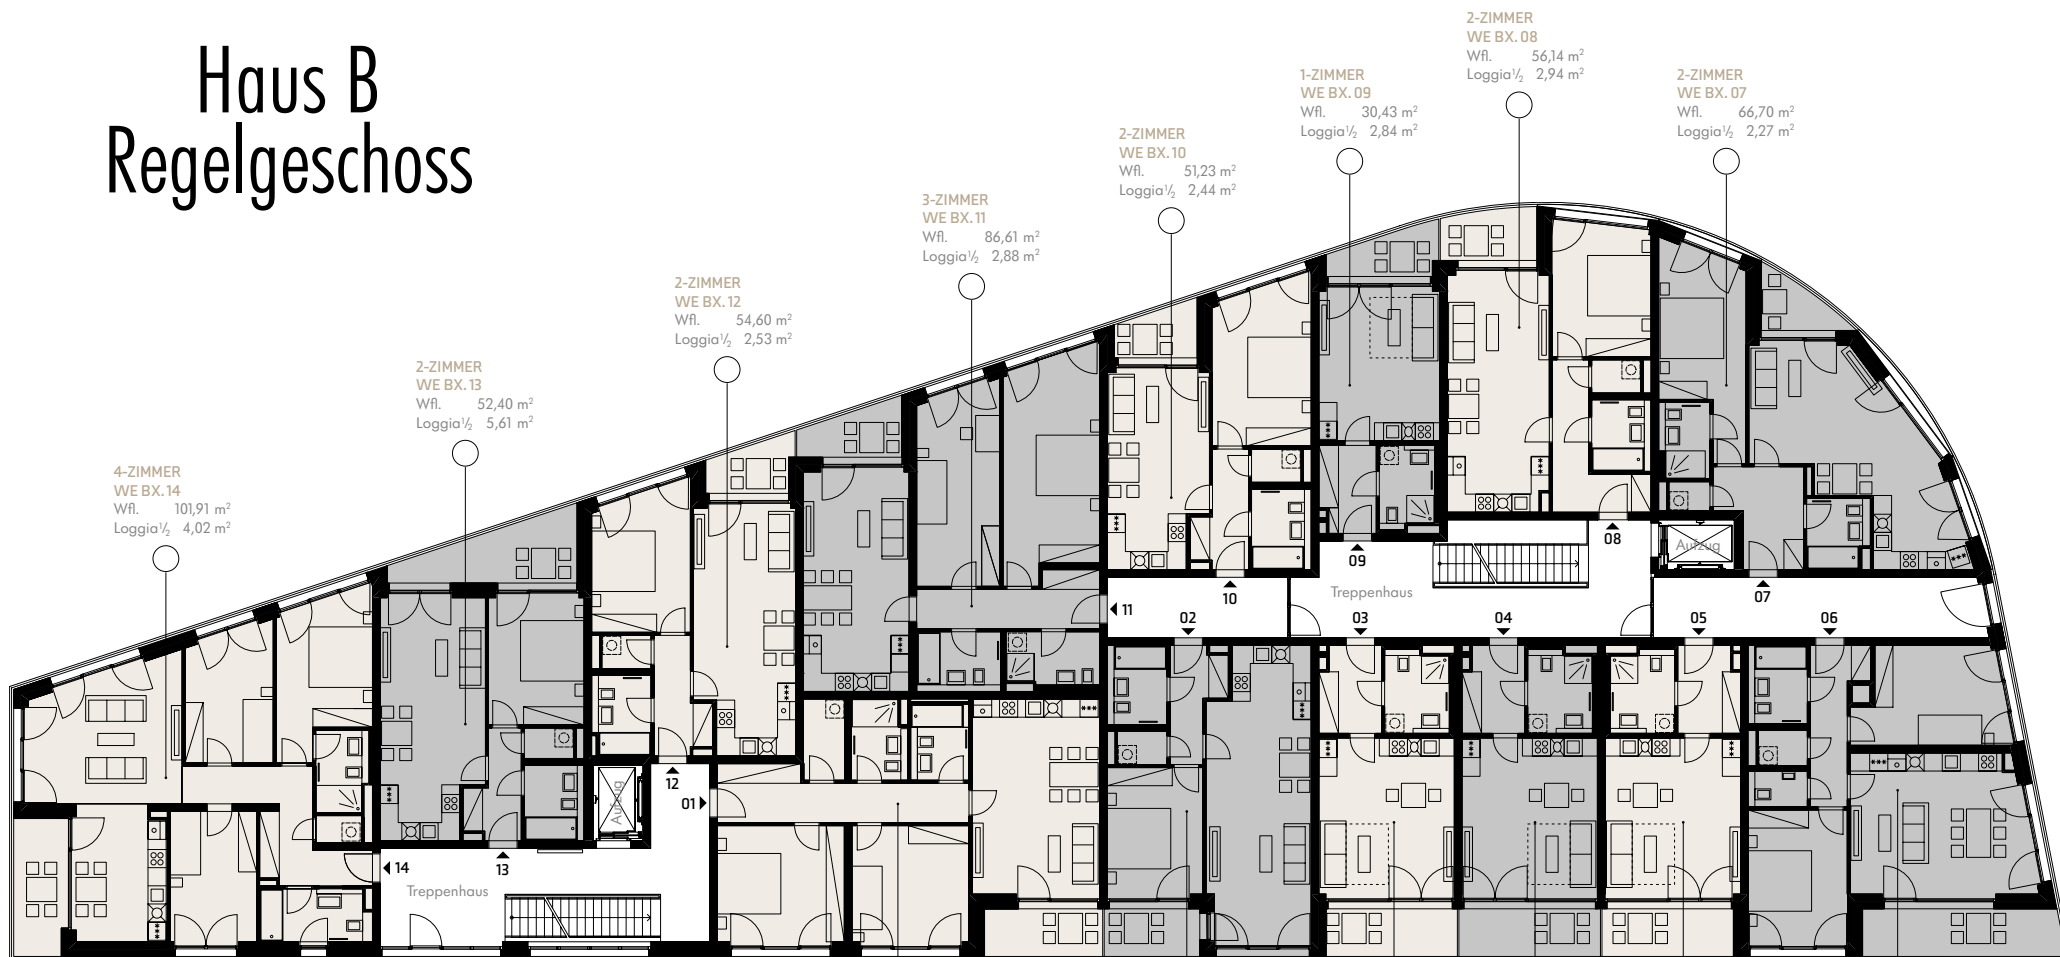 Haus B
Regelgeschoss
4-ZIMMER
WE BX. 14
Wfl. 101,91 m²
Loggia½ 4,02 m²
2-ZIMMER
WE BX. 13
Wfl. 52,40 m²
Loggia½ 5,61 m²
2-ZIMMER
WE BX. 12
Wfl. 54,60 m²
Loggia½ 2,53 m²
3-ZIMMER
WE BX. 11
Wfl. 86,61 m²
Loggia½ 2,88 m²
2-ZIMMER
WE BX. 10
Wfl. 51,23 m²
Loggia½ 2,44 m²
1-ZIMMER
WE BX. 09
Wfl. 30,43 m²
Loggia½ 2,84 m²
2-ZIMMER
WE BX. 08
Wfl. 56,14 m²
Loggia½ 2,94 m²
2-ZIMMER
WE BX. 07
Wfl. 66,70 m²
Loggia½ 2,27 m²
08
Aufzug
09
Treppenhaus
10
07
11
02
03
04
05
06
12
01
Aufzug
14
13
Treppenhaus